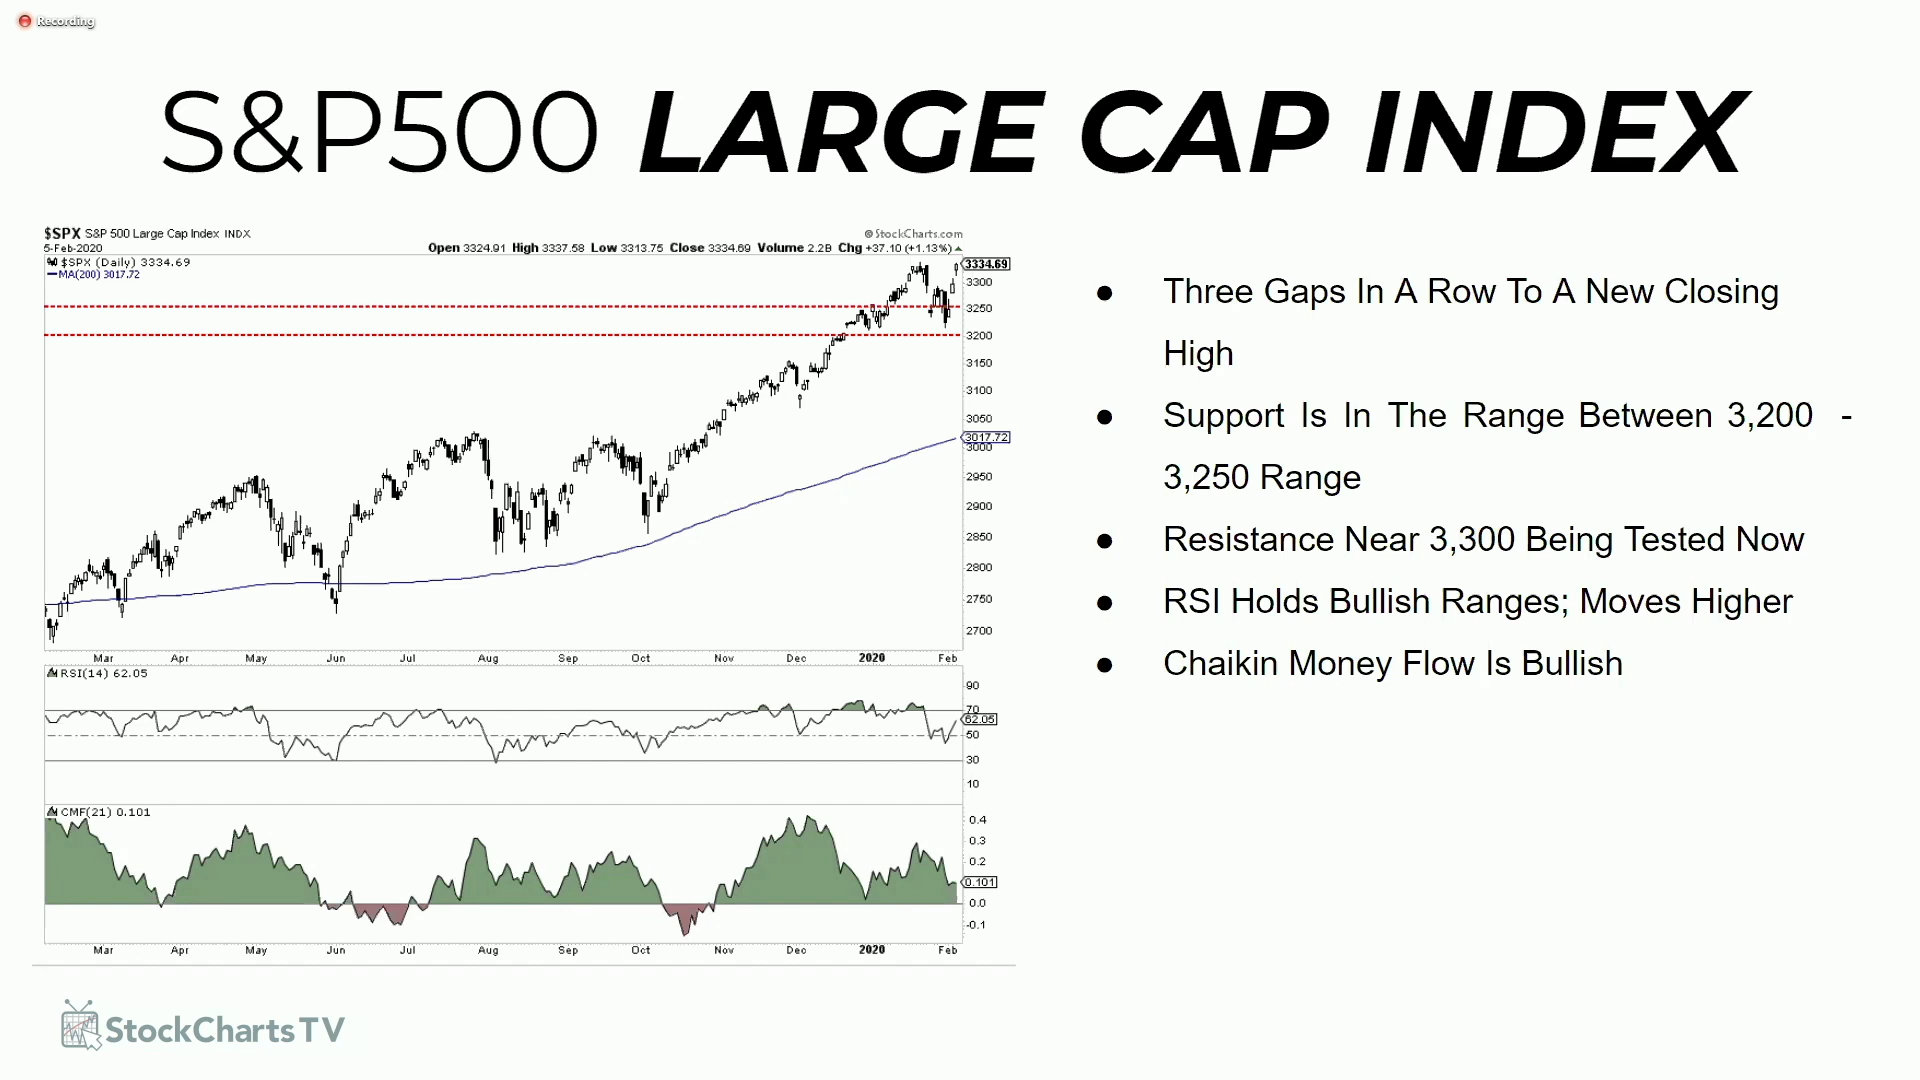 Recording
S&P500 LARGE CAP INDEX
$SPX S&P 500 Large Cap Index INDX
© StockCharts.com
5-Feb-2020
Open 3324.91 High 3337.58 Low 3313.75 Close 3334.69 Volume 2.2B Chg +37.10 (+1.13%)
$SPX (Daily) 3334.69
MA(200) 3017.72
3334.69
3300
3250
3200
3150
3100
3050
3017.72
3000
2950
2900
2850
2800
2750
2700
Mar Apr May Jun Jul Aug Sep Oct Nov Dec 2020 Feb
RSI(14) 62.05
90
70
62.05
50
30
10
CMF(21) 0.101
0.4
0.3
0.2
0.101
0.0
-0.1
Mar Apr May Jun Jul Aug Sep Oct Nov Dec 2020 Feb
● Three Gaps In A Row To A New Closing
High
● Support Is In The Range Between 3,200 -
3,250 Range
● Resistance Near 3,300 Being Tested Now
● RSI Holds Bullish Ranges; Moves Higher
● Chaikin Money Flow Is Bullish
StockCharts TV